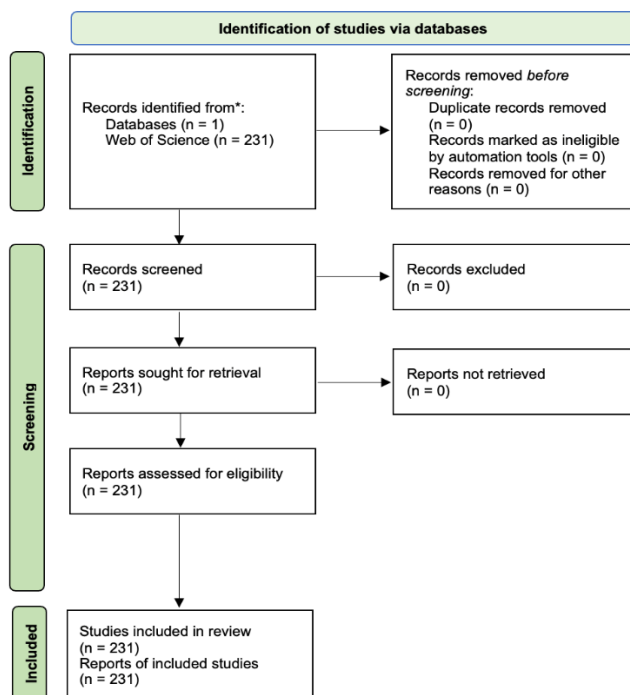 Identification of studies via databases
Identification
Records identified from*:
Databases (n = 1)
Web of Science (n = 231)
Records removed before
screening:
Duplicate records removed
(n = 0)
Records marked as ineligible
by automation tools (n = 0)
Records removed for other
reasons (n = 0)
Screening
Records screened
(n = 231)
Records excluded
(n = 0)
Reports sought for retrieval
(n = 231)
Reports not retrieved
(n = 0)
Reports assessed for eligibility
(n = 231)
Included
Studies included in review
(n = 231)
Reports of included studies
(n = 231)